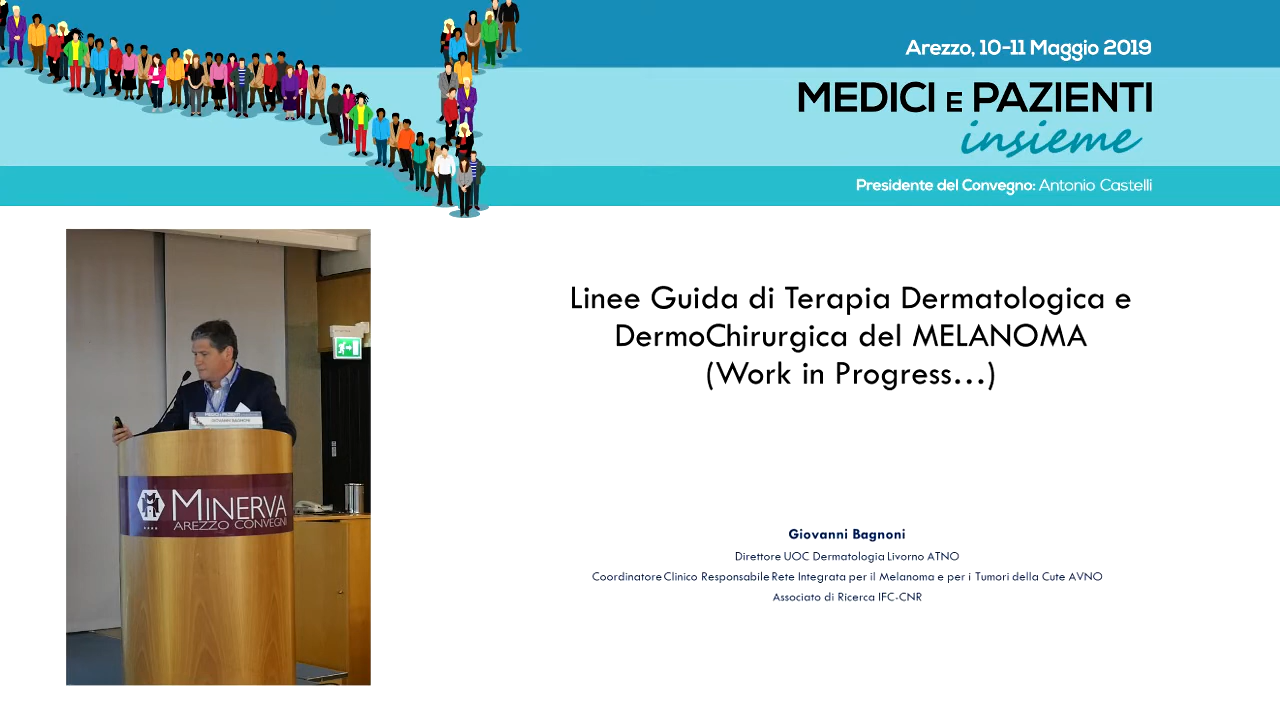 Arezzo, 10-11 Maggio 2019
MEDICI E PAZIENTI
insieme
Presidente del Convegno: Antonio Castelli
Linee Guida di Terapia Dermatologica e
DermoChirurgica del MELANOMA
(Work in Progress...)
GIOVANNI BAGNONI
MINERVA
AREZZO CONVEGNI
Giovanni Bagnoni
Direttore UOC Dermatologia Livorno ATNO
Coordinatore Clinico Responsabile Rete Integrata per il Melanoma e per i Tumori della Cute AVNO
Associato di Ricerca IFC-CNR